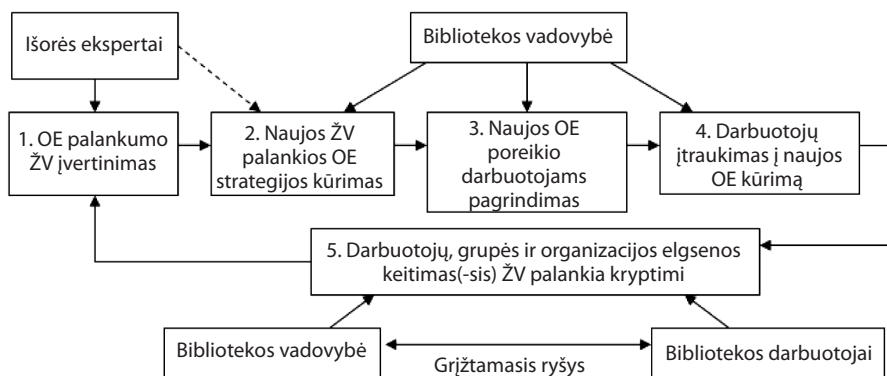 Išorės ekspertai
Bibliotekos vadovybė
1. OE palankumo
ŽV įvertinimas
2. Naujos ŽV
palankios OE
strategijos kūrimas
3. Naujos OE
poreikio
darbuotojams
pagrindimas
4. Darbuotojų
įtraukimas į naujos
OE kūrimą
5. Darbuotojų, grupės ir organizacijos elgsenos
keitimas(-sis) ŽV palankia kryptimi
Bibliotekos vadovybė
Grįžtamasis ryšys
Bibliotekos darbuotojai